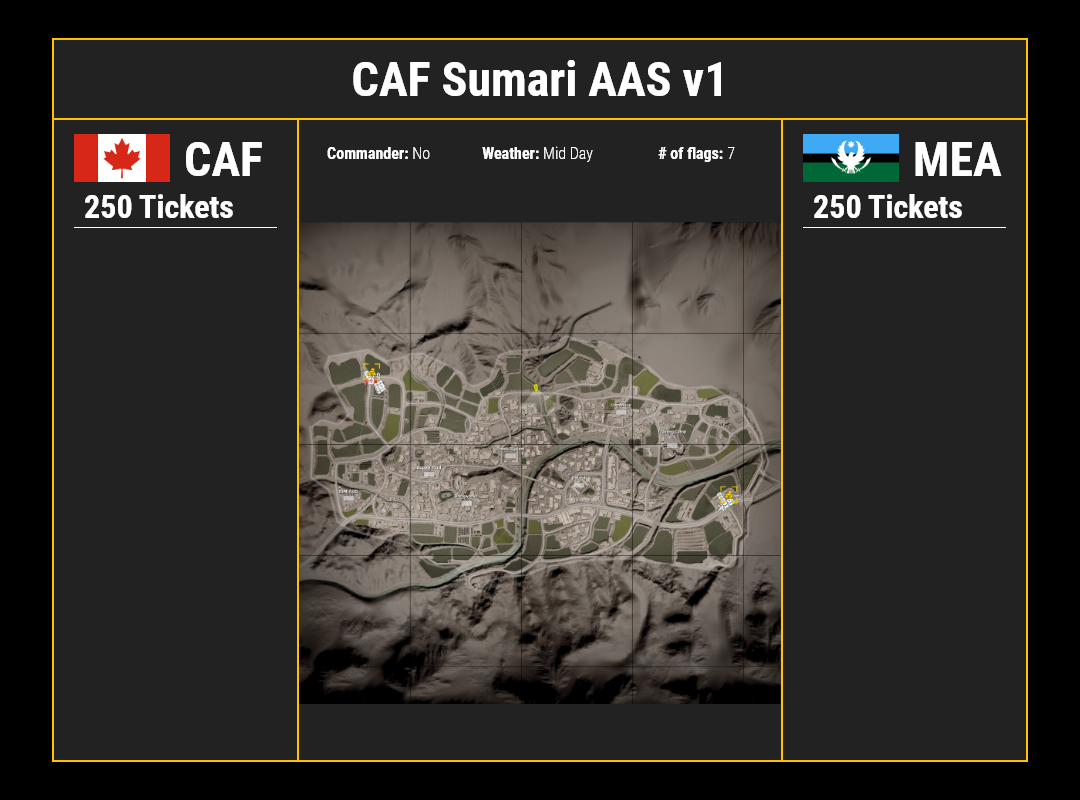 CAF Sumari AAS v1
CAF
250 Tickets
Commander: No
Weather: Mid Day
# of flags: 7
MEA
250 Tickets